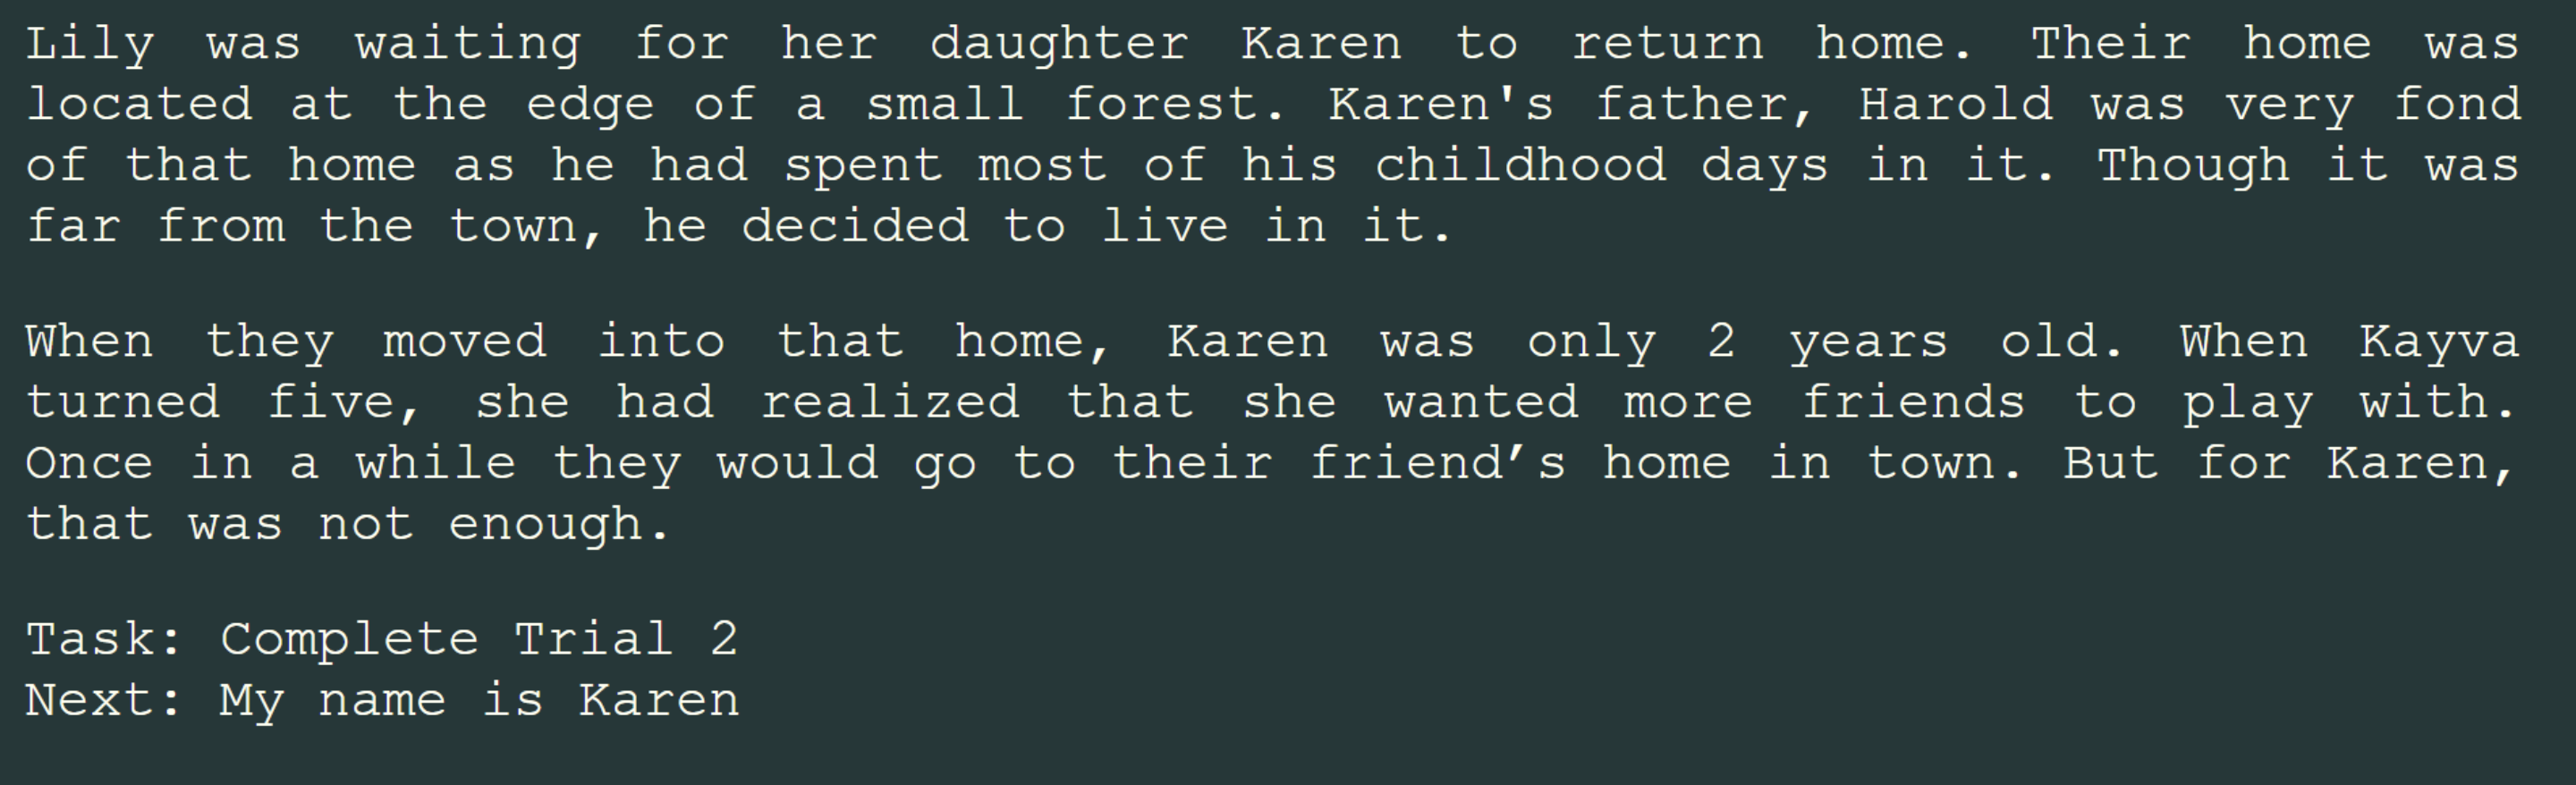 Lily was waiting for her daughter Karen to return home. Their home was
located at the edge of a small forest. Karen's father, Harold was very fond
of that home as he had spent most of his childhood days in it. Though it was
far from the town, he decided to live in it.
When they moved into that home, Karen was only 2 years old. When Kayva
turned five, she had realized that she wanted more friends to play with.
Once in a while they would go to their friend’s home in town. But for Karen,
that was not enough.
Task: Complete Trial 2
Next: My name is Karen